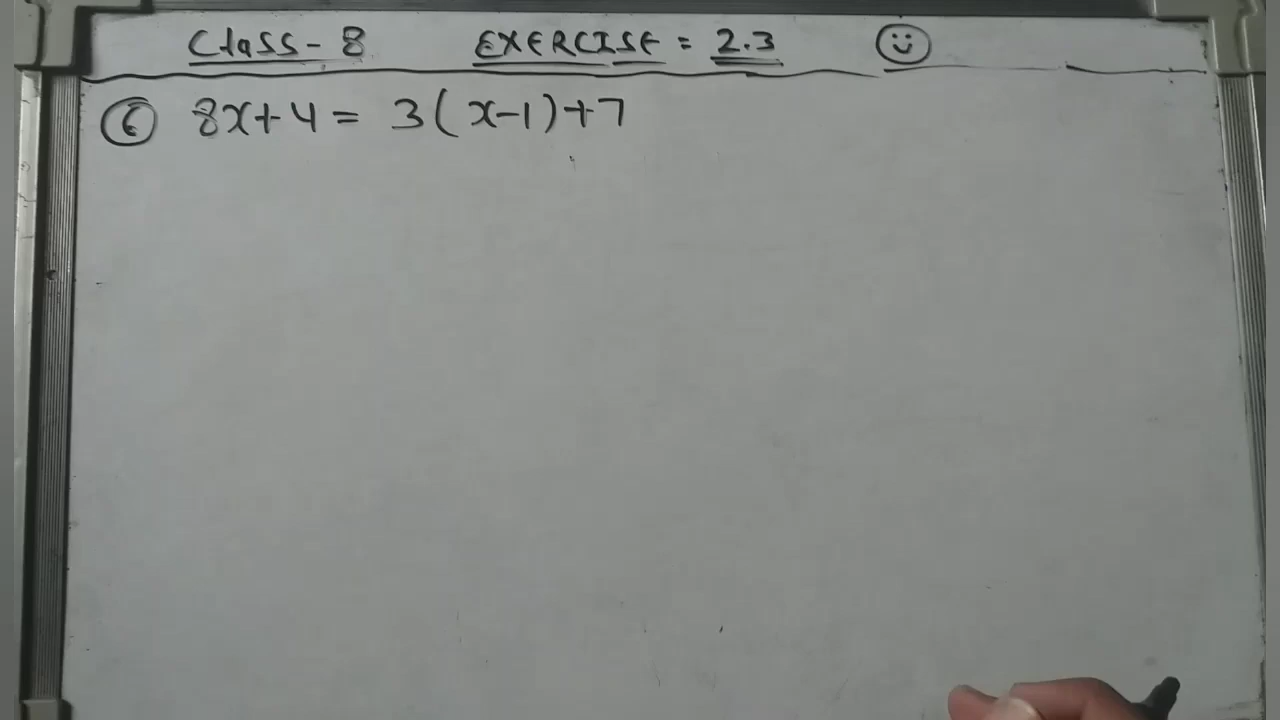 Class - 8 EXERCISE = 2.3
6 8x+4 = 3(x-1)+7